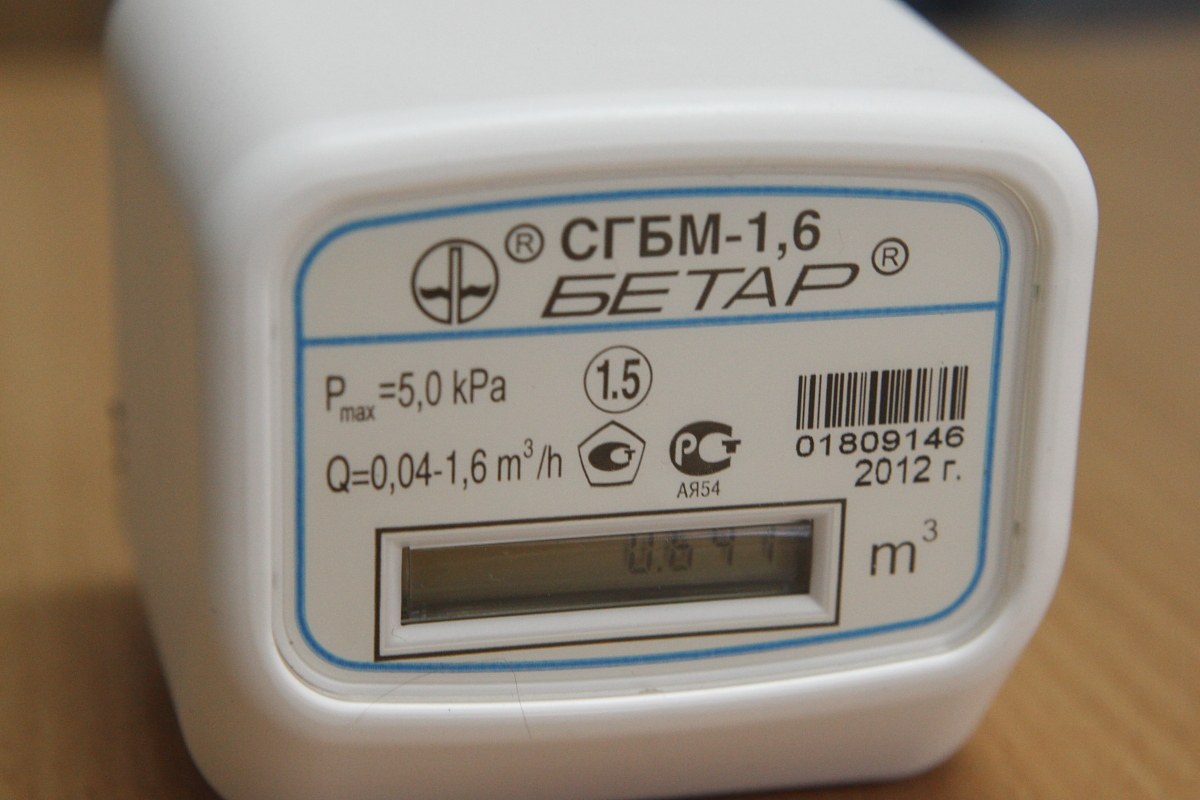 ® СГБМ-1,6
БЕТАР ®
Pmax=5,0 kPa
1.5
Q=0,04-1,6 m³/h
РСТ
АЯ54
01809146
2012 г.
m³